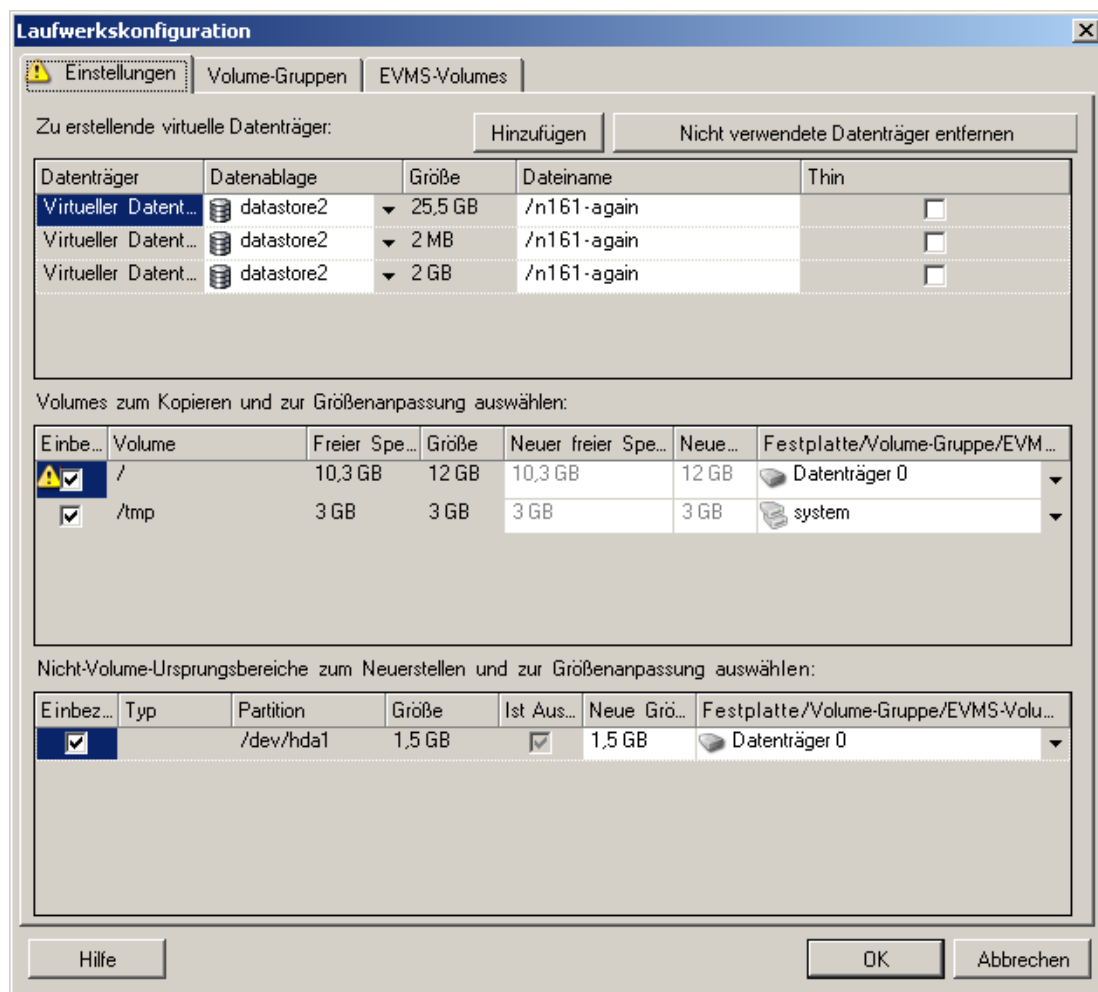 Laufwerkskonfiguration
Einstellungen Volume-Gruppen EVMS-Volumes
Zu erstellende virtuelle Datenträger: Hinzufügen Nicht verwendete Datenträger entfernen
Datenträger Datenablage Größe Dateiname Thin
Virtueller Datent... datastore2 25,5 GB /n161-again
Virtueller Datent... datastore2 2 MB /n161-again
Virtueller Datent... datastore2 2 GB /n161-again
Volumes zum Kopieren und zur Größenanpassung auswählen:
Einbe... Volume Freier Spe... Größe Neuer freier Spe... Neue... Festplatte/Volume-Gruppe/EVM...
/ 10,3 GB 12 GB 10,3 GB 12 GB Datenträger 0
/tmp 3 GB 3 GB 3 GB 3 GB system
Nicht-Volume-Ursprungsbereiche zum Neuerstellen und zur Größenanpassung auswählen:
Einbez... Typ Partition Größe Ist Aus... Neue Grö... Festplatte/Volume-Gruppe/EVMS-Volu...
/dev/hda1 1,5 GB 1,5 GB Datenträger 0
Hilfe OK Abbrechen